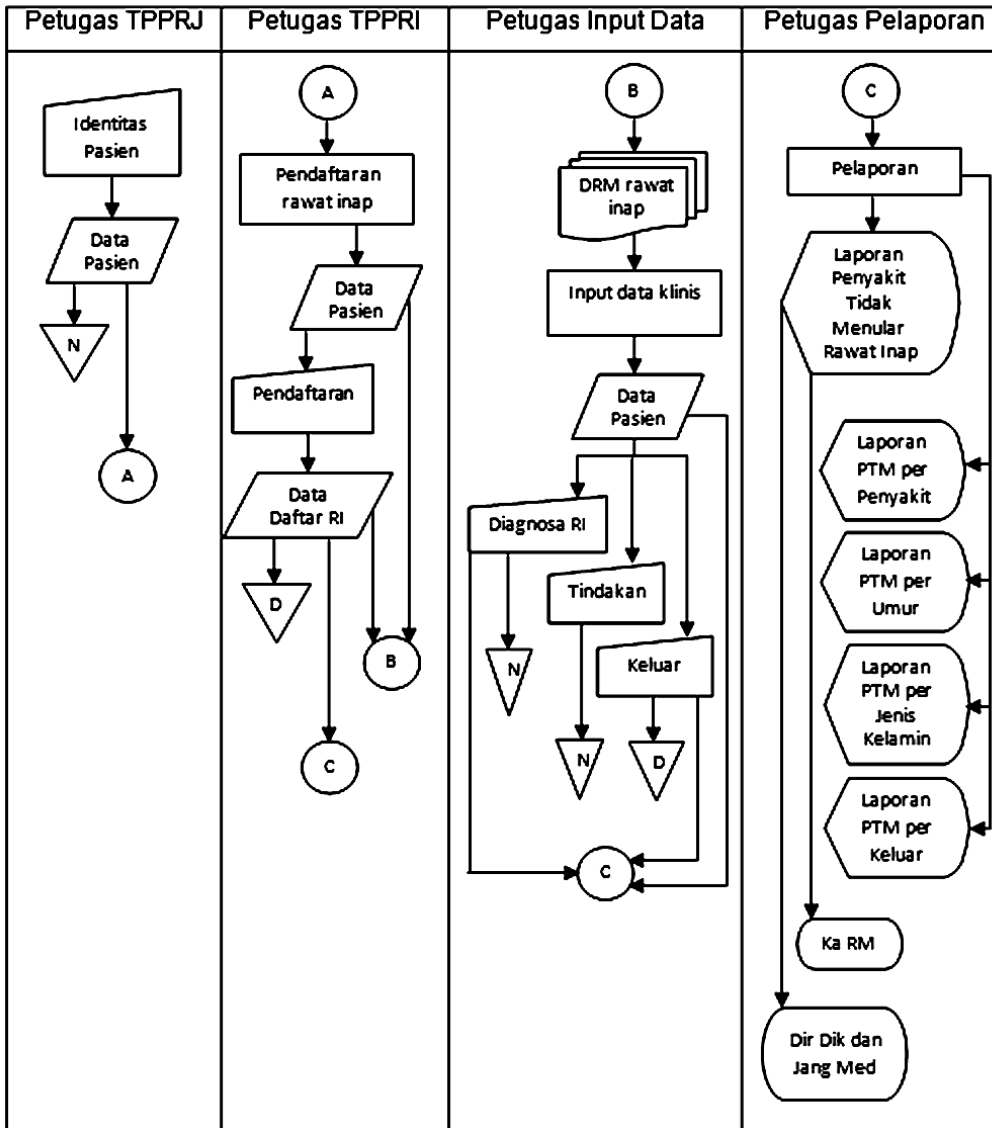 Petugas TPPRJ
Petugas TPPRI
Petugas Input Data
Petugas Pelaporan
Identitas
Pasien
Data
Pasien
N
A
A
Pendaftaran
rawat inap
Data
Pasien
Pendaftaran
Data
Daftar RI
D
B
C
B
DRM rawat
inap
Input data klinis
Data
Pasien
Diagnosa RI
Tindakan
Keluar
N
N
D
C
C
Pelaporan
Laporan
Penyakit
Tidak
Menular
Rawat Inap
Laporan
PTM per
Penyakit
Laporan
PTM per
Umur
Laporan
PTM per
Jenis
Kelamin
Laporan
PTM per
Keluar
Ka RM
Dir Dik dan
Jang Med